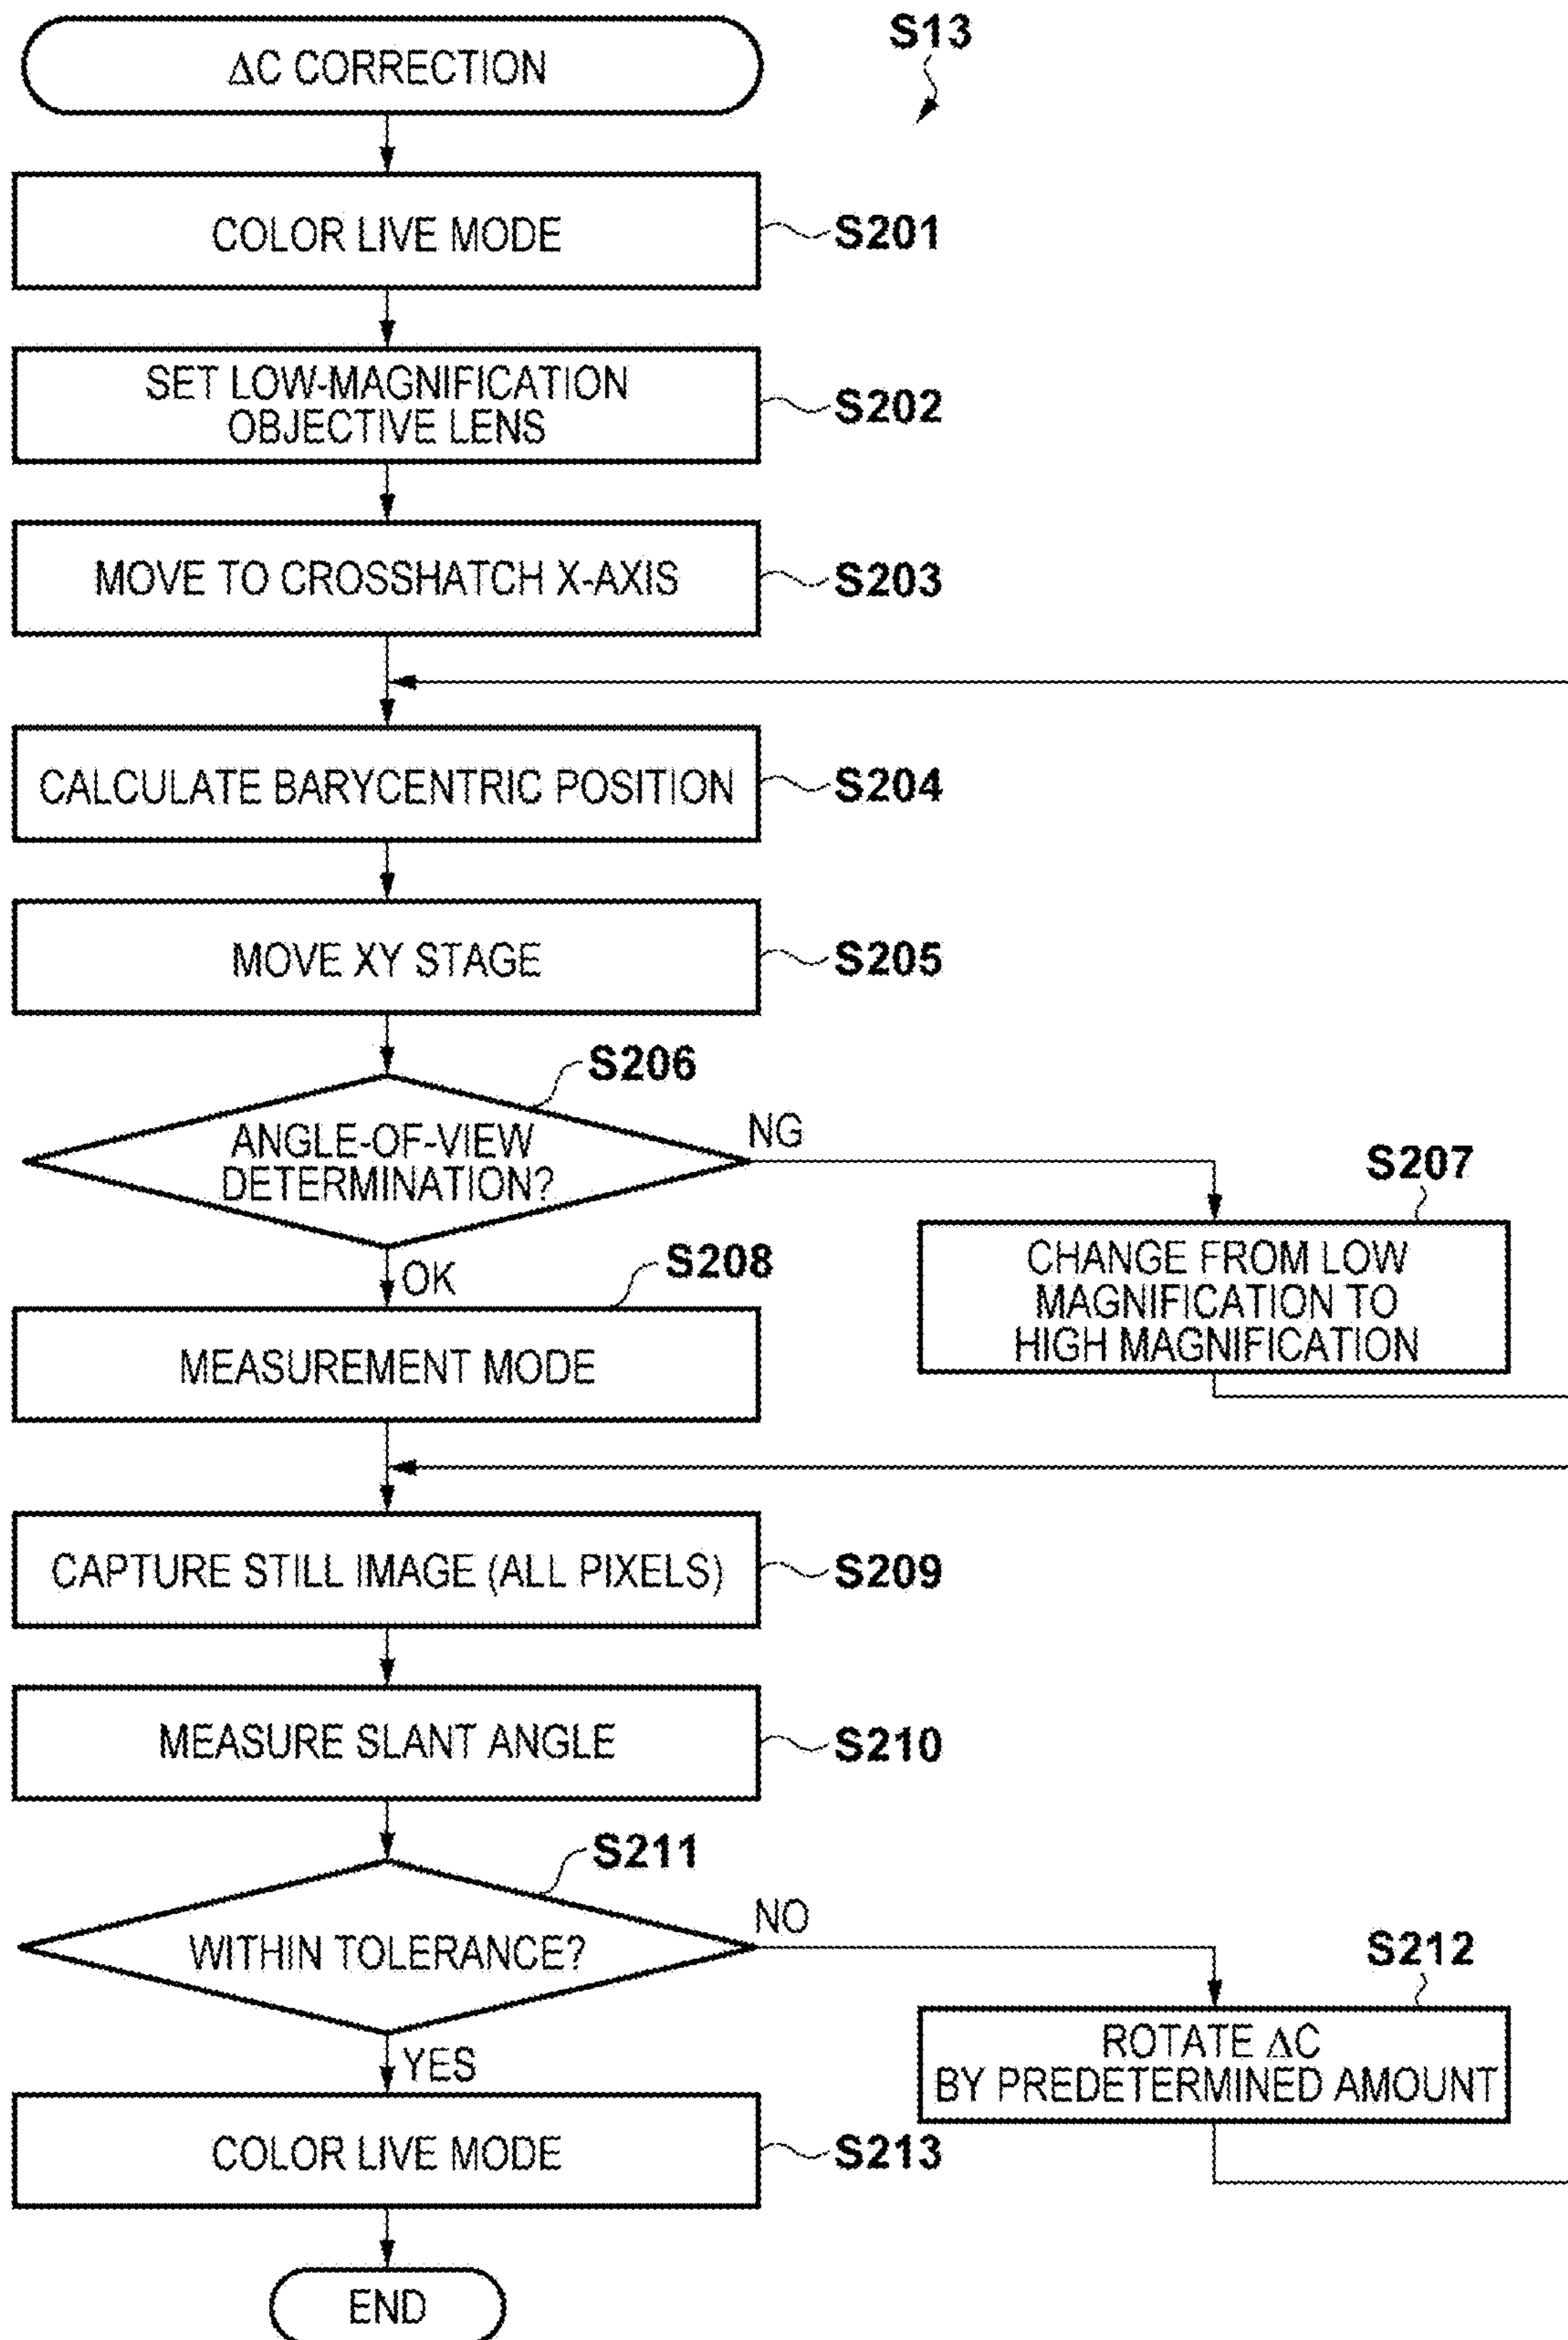 ΔC CORRECTION
S13
COLOR LIVE MODE
S201
SET LOW-MAGNIFICATION
OBJECTIVE LENS
S202
MOVE TO CROSSHATCH X-AXIS
S203
CALCULATE BARYCENTRIC POSITION
S204
MOVE XY STAGE
S205
S206
ANGLE-OF-VIEW
DETERMINATION?
NG
S207
CHANGE FROM LOW
MAGNIFICATION TO
HIGH MAGNIFICATION
OK
S208
MEASUREMENT MODE
CAPTURE STILL IMAGE (ALL PIXELS)
S209
MEASURE SLANT ANGLE
S210
S211
WITHIN TOLERANCE?
NO
S212
ROTATE ΔC
BY PREDETERMINED AMOUNT
YES
COLOR LIVE MODE
S213
END